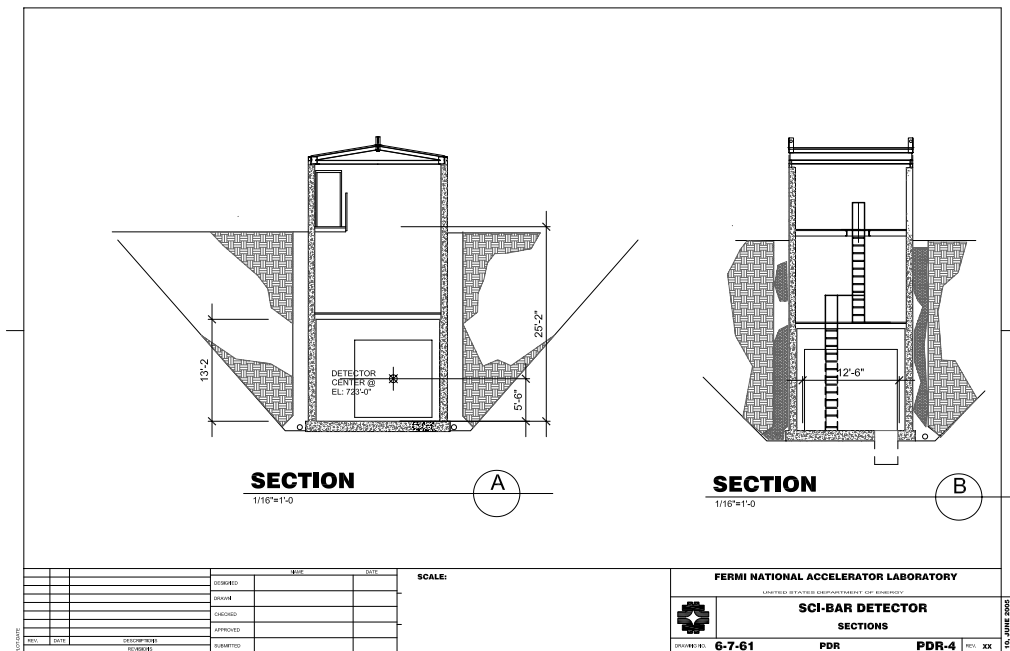 13'-2
DETECTOR
CENTER @
EL: 723'-0"
25'-2"
5'-6"
12'-6"
SECTION
1/16"=1'-0
A
SECTION
1/16"=1'-0
B
NAME DATE
DESIGNED
DRAWN
CHECKED
APPROVED
SUBMITTED
REV. DATE DESCRIPTIONS
REVISIONS
SCALE:
FERMI NATIONAL ACCELERATOR LABORATORY
UNITED STATES DEPARTMENT OF ENERGY
SCI-BAR DETECTOR
SECTIONS
DRAWING NO. 6-7-61 PDR PDR-4 REV. XX
10, JUNE 2005